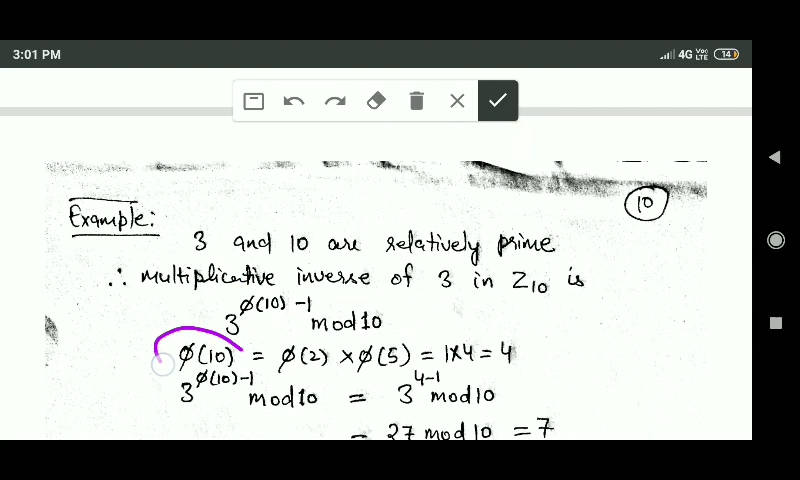 3:01 PM 4G Vo) LTE 14
Example:
10
3 and 10 are relatively prime
∴ multiplicative inverse of 3 in Z₁₀ is
3^ø(10)-1 mod 10
ø(10) = ø(2) × ø(5) = 1×4 = 4
3^ø(10)-1 mod 10 = 3^4-1 mod 10
= 27 mod 10 = 7